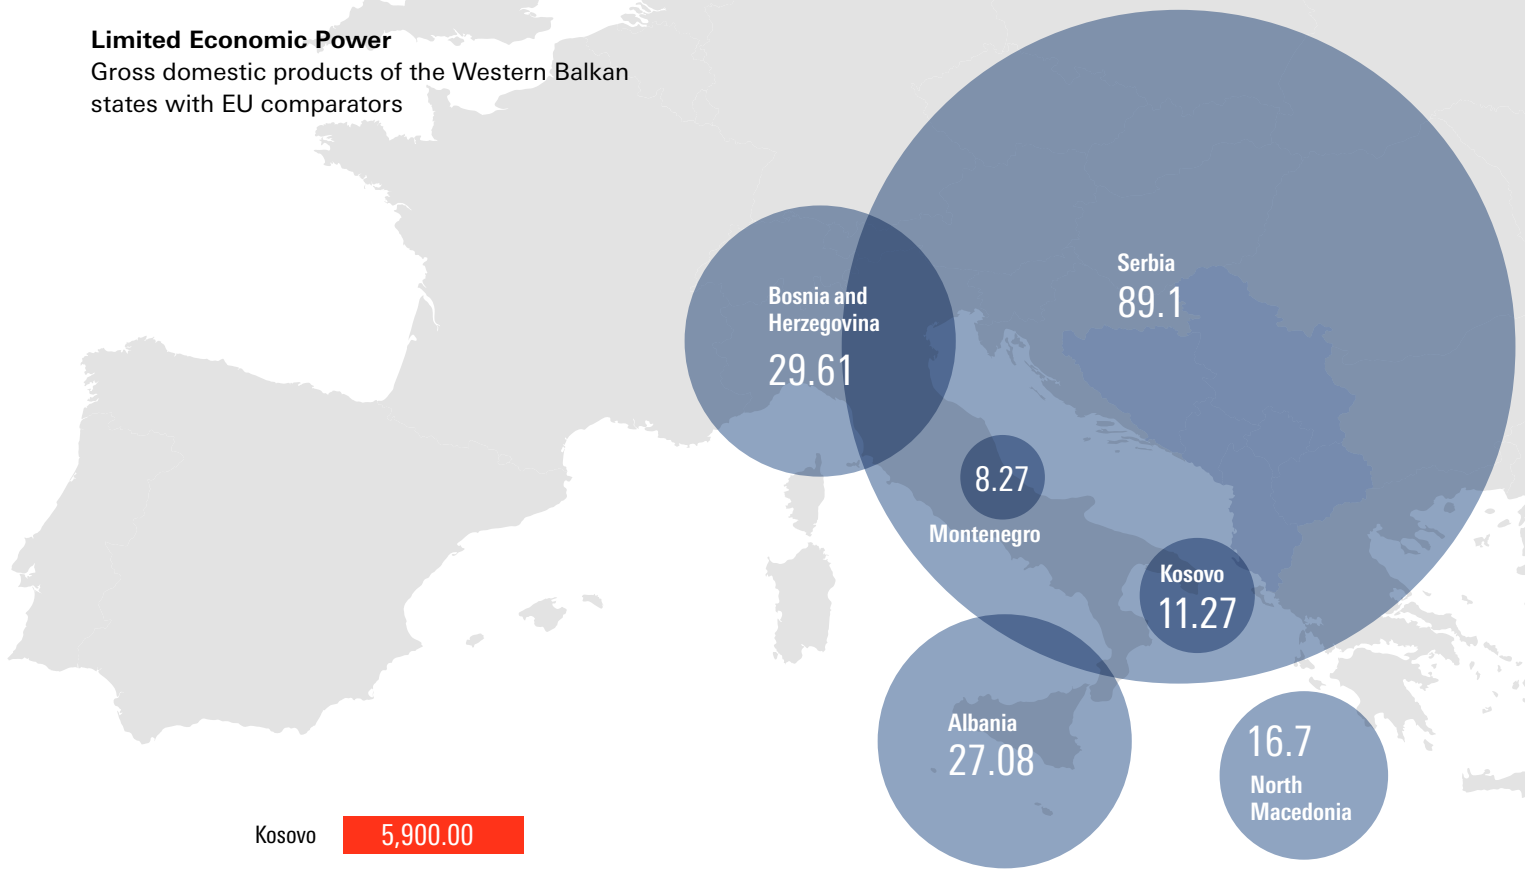 Limited Economic Power
Gross domestic products of the Western Balkan
states with EU comparators
Serbia
89.1
Bosnia and
Herzegovina
29.61
8.27
Montenegro
Kosovo
11.27
Albania
27.08
16.7
North
Macedonia
Kosovo 5,900.00